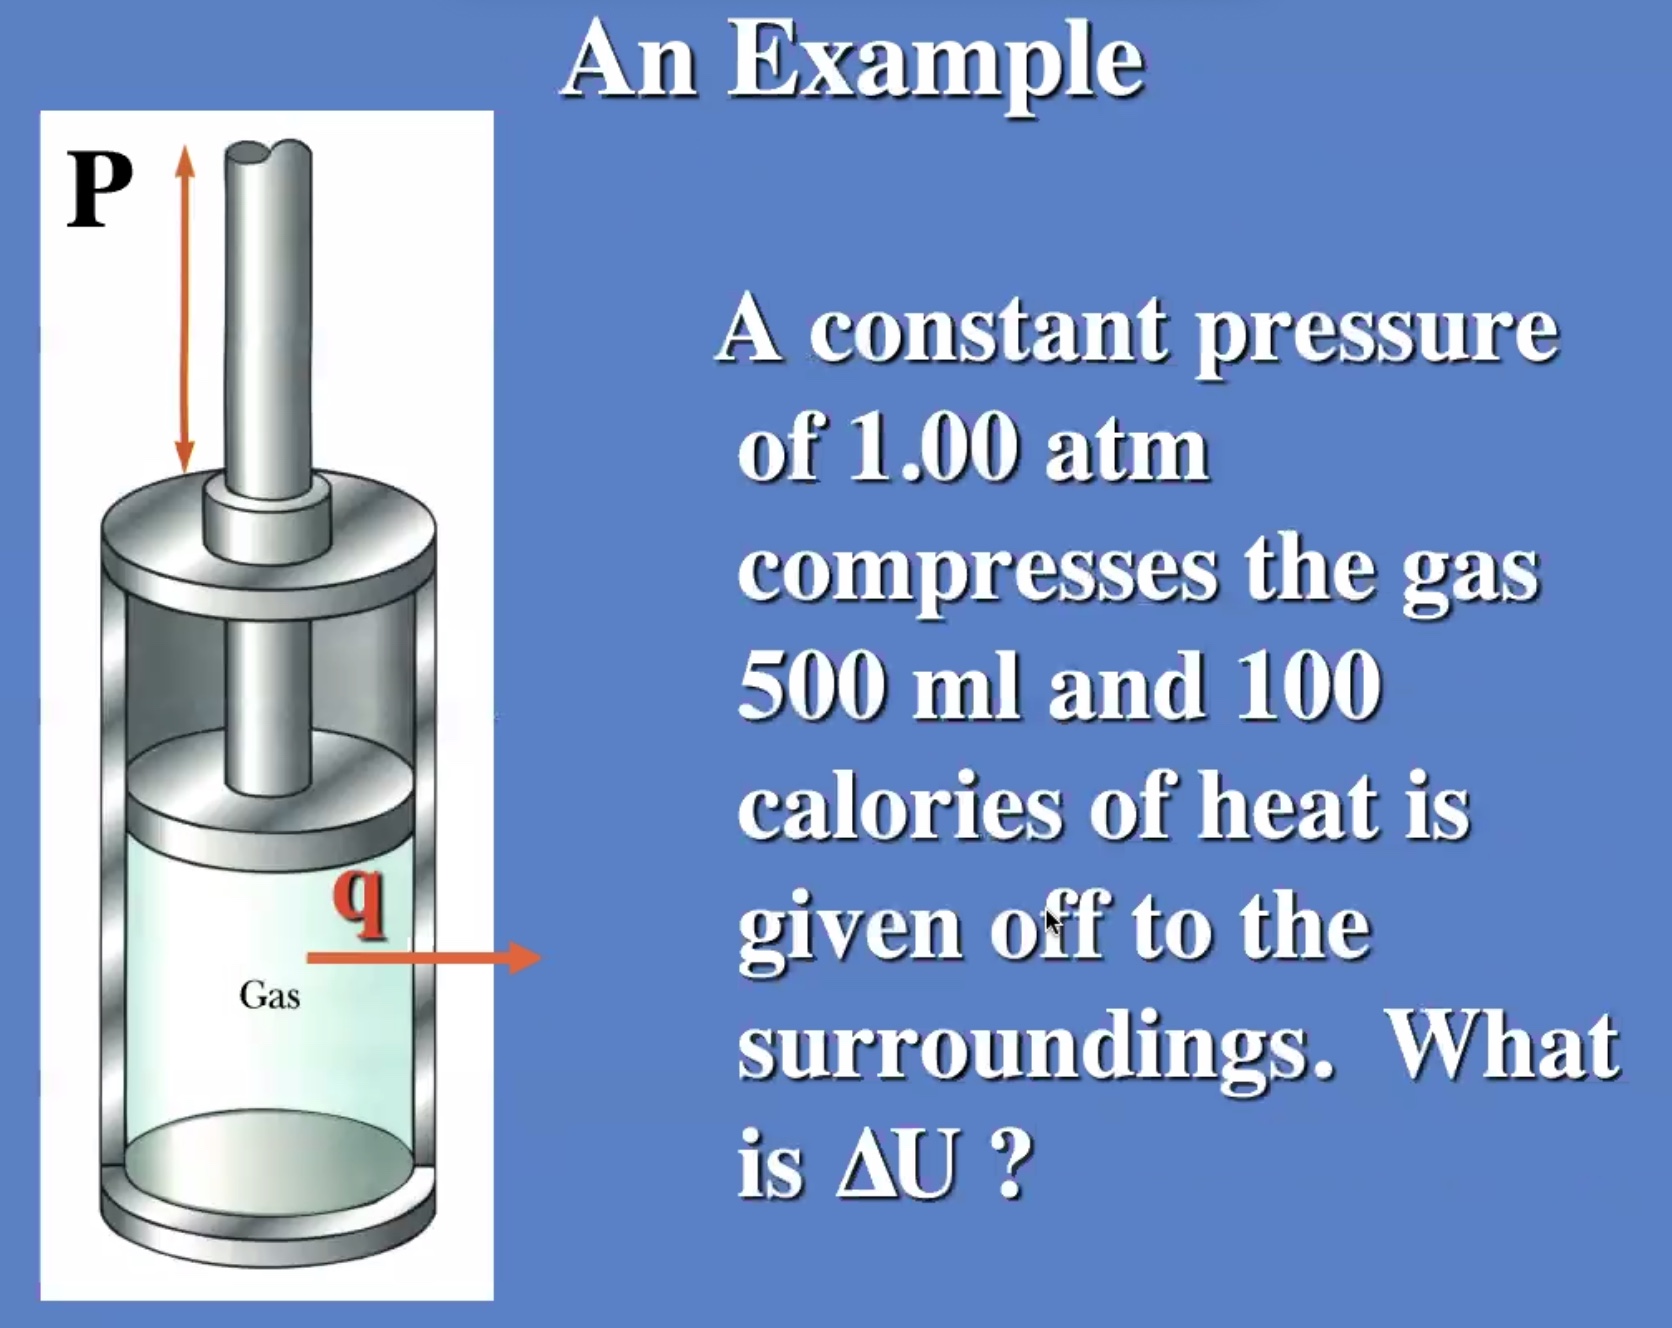 An Example
P
A constant pressure
of 1.00 atm
compresses the gas
500 ml and 100
calories of heat is
given off to the
surroundings. What
is ΔU ?
q
Gas